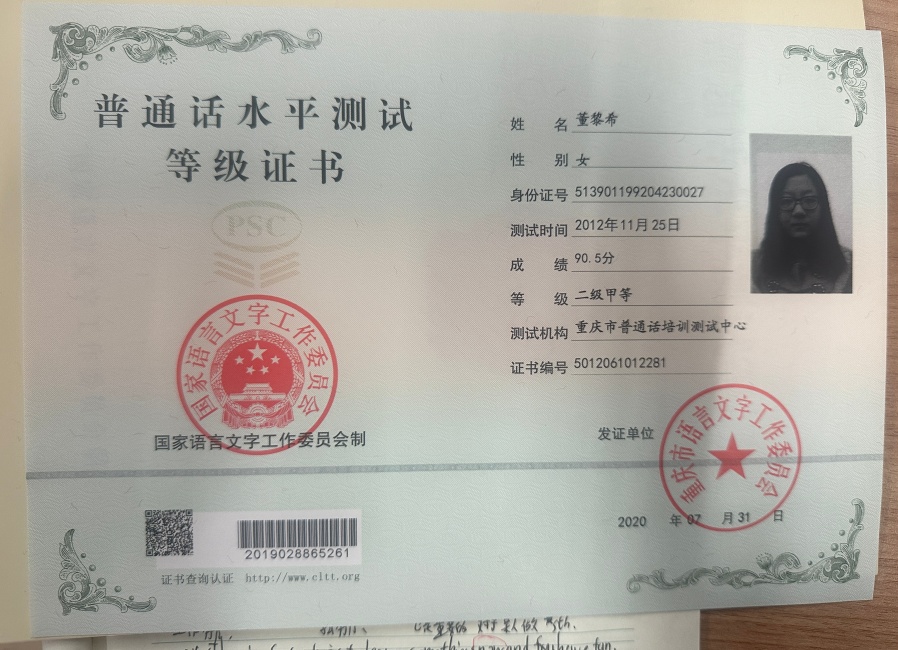 普通话水平测试
等级证书
PSC
国家语言文字工作委员会
国家语言文字工作委员会制
2019028865261
证书查询认证 http://www.cltt.org
姓 名 董黎希
性 别 女
身份证号 513901199204230027
测试时间 2012年11月25日
成 绩 90.5分
等 级 二级甲等
测试机构 重庆市普通话培训测试中心
证书编号 5012061012281
发证单位
重庆市语言文字工作委员会
2020 年 07 月 31 日